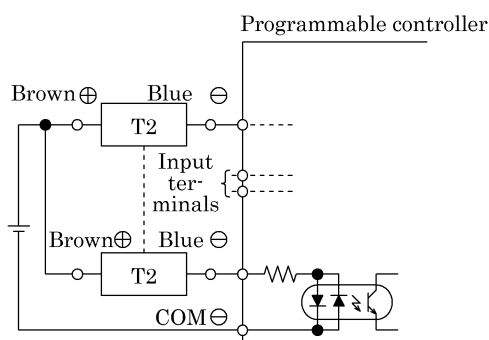 Programmable controller
Brown⊕ Blue ⊖
T2
Input
ter-
minals
Brown⊕ Blue ⊖
T2
COM⊖